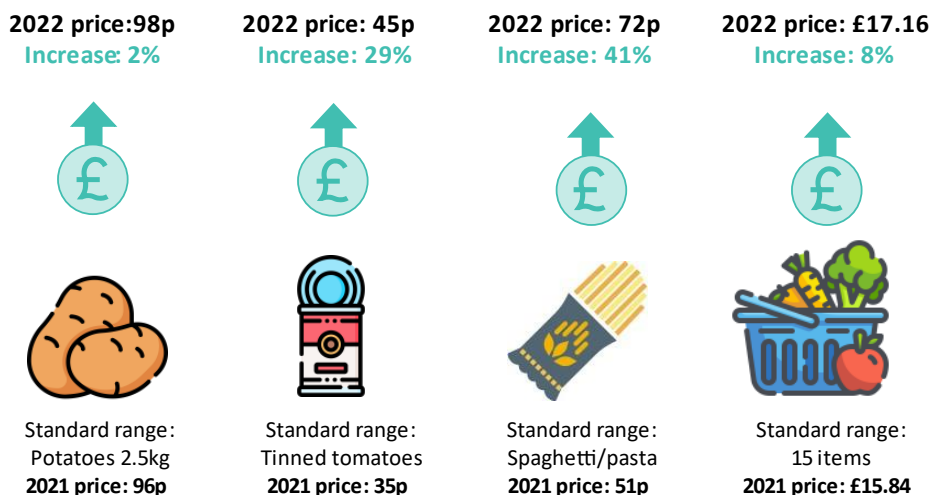 2022 price:98p
Increase: 2%
£
Standard range:
Potatoes 2.5kg
2021 price: 96p
2022 price: 45p
Increase: 29%
£
Standard range:
Tinned tomatoes
2021 price: 35p
2022 price: 72p
Increase: 41%
£
Standard range:
Spaghetti/pasta
2021 price: 51p
2022 price: £17.16
Increase: 8%
£
Standard range:
15 items
2021 price: £15.84